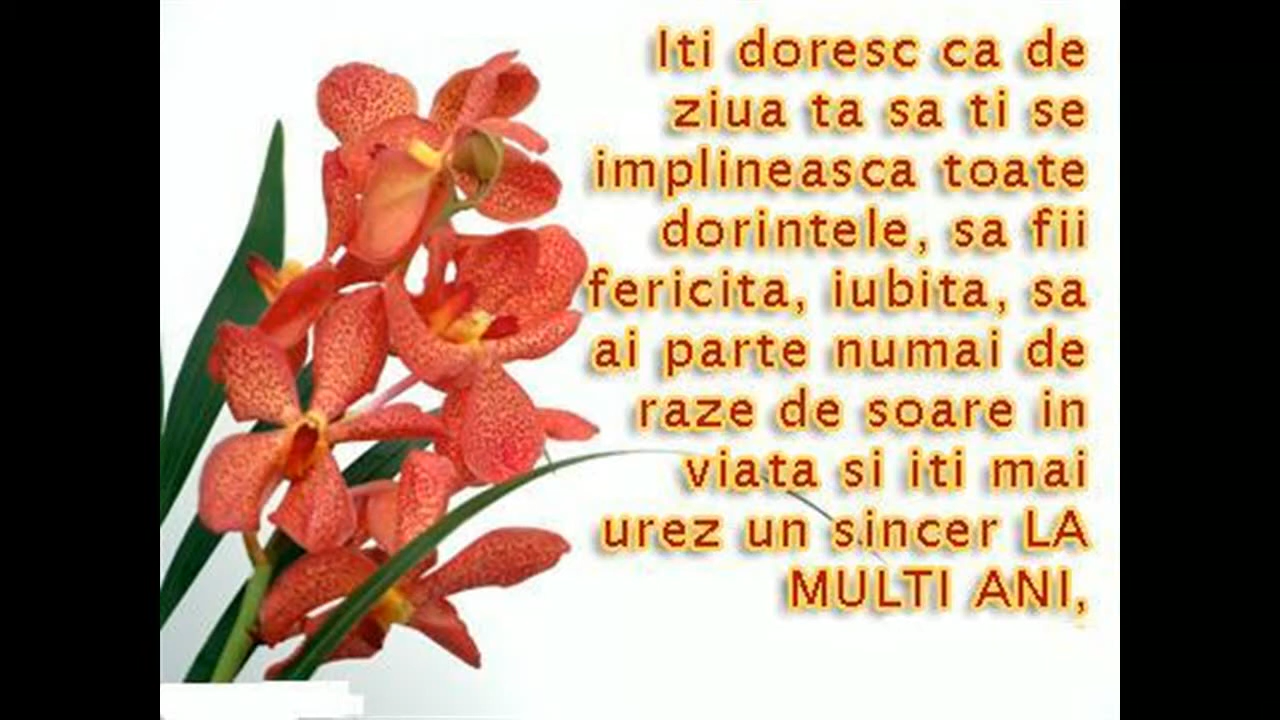 Iti doresc ca de
ziua ta sa ti se
implineasca toate
dorintele, sa fii
fericita, iubita, sa
ai parte numai de
raze de soare in
viata si iti mai
urez un sincer LA
MULTI ANI,